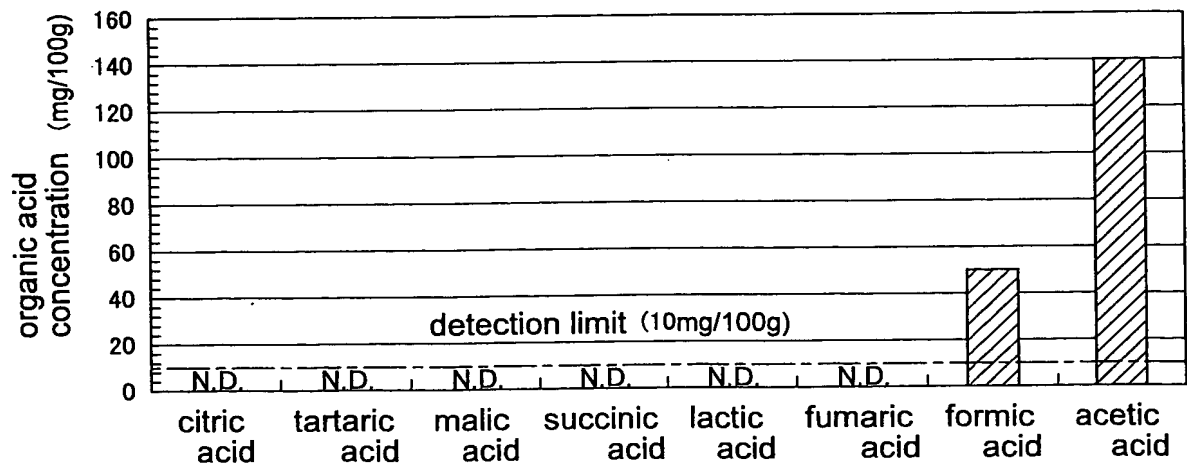 organic acid
concentration (mg/100g)
160
140
120
100
80
60
40
20
0
detection limit (10mg/100g)
N.D. N.D. N.D. N.D. N.D. N.D.
citric acid
tartaric acid
malic acid
succinic acid
lactic acid
fumaric acid
formic acid
acetic acid